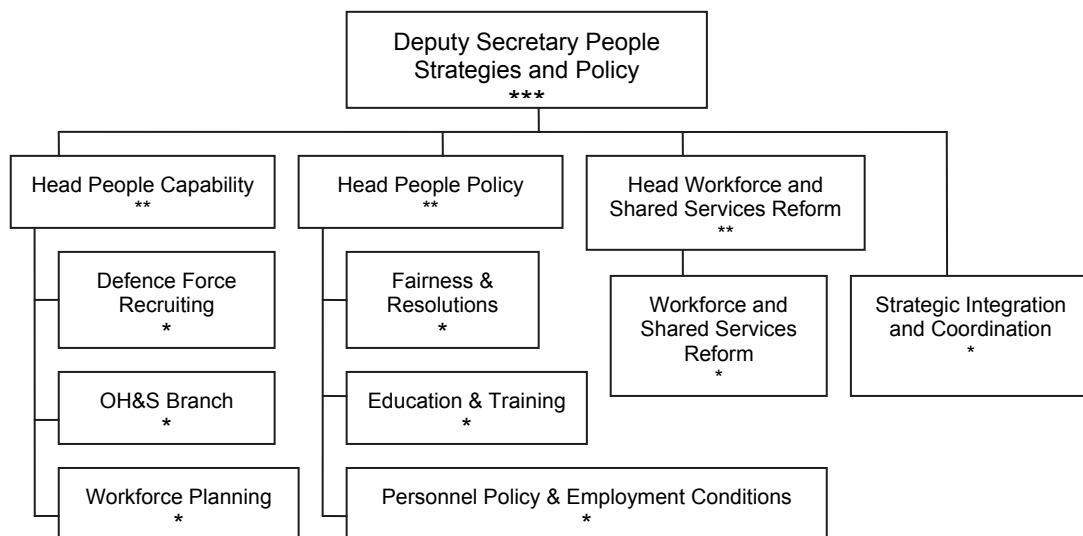 Deputy Secretary People
Strategies and Policy
***
Head People Capability
**
Head People Policy
**
Head Workforce and
Shared Services Reform
**
Defence Force
Recruiting
*
Fairness &
Resolutions
*
Workforce and
Shared Services
Reform
*
Strategic Integration
and Coordination
*
OH&S Branch
*
Education & Training
*
Workforce Planning
*
Personnel Policy & Employment Conditions
*